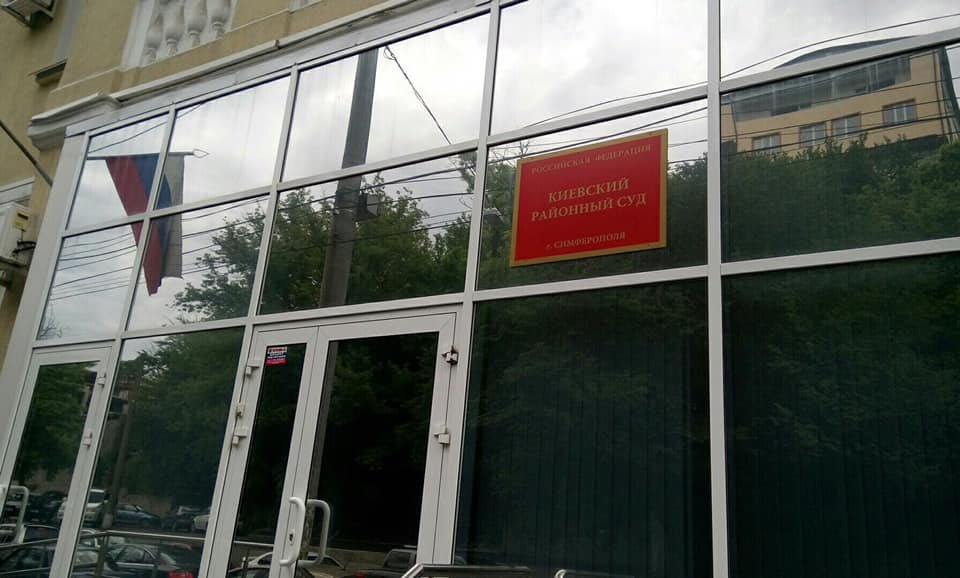 РОССИЙСКАЯ ФЕДЕРАЦИЯ
КИЕВСКИЙ
РАЙОННЫЙ СУД
г. СИМФЕРОПОЛЯ